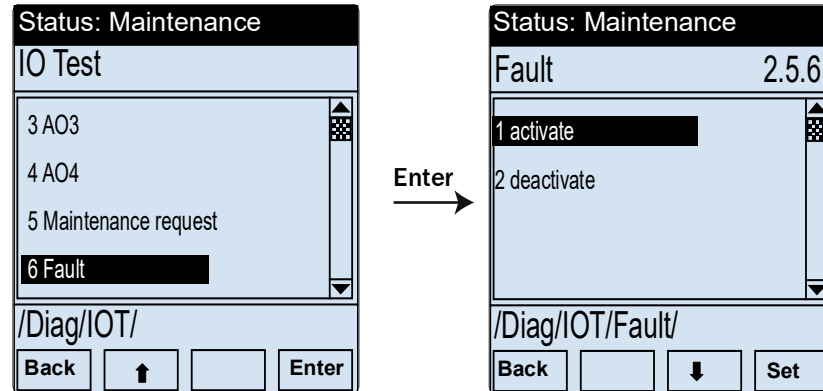 Status: Maintenance
IO Test
3 AO3
4 AO4
5 Maintenance request
6 Fault
/Diag/IOT/
Back
Enter
Enter
Status: Maintenance
Fault 2.5.6
1 activate
2 deactivate
/Diag/IOT/Fault/
Back
Set